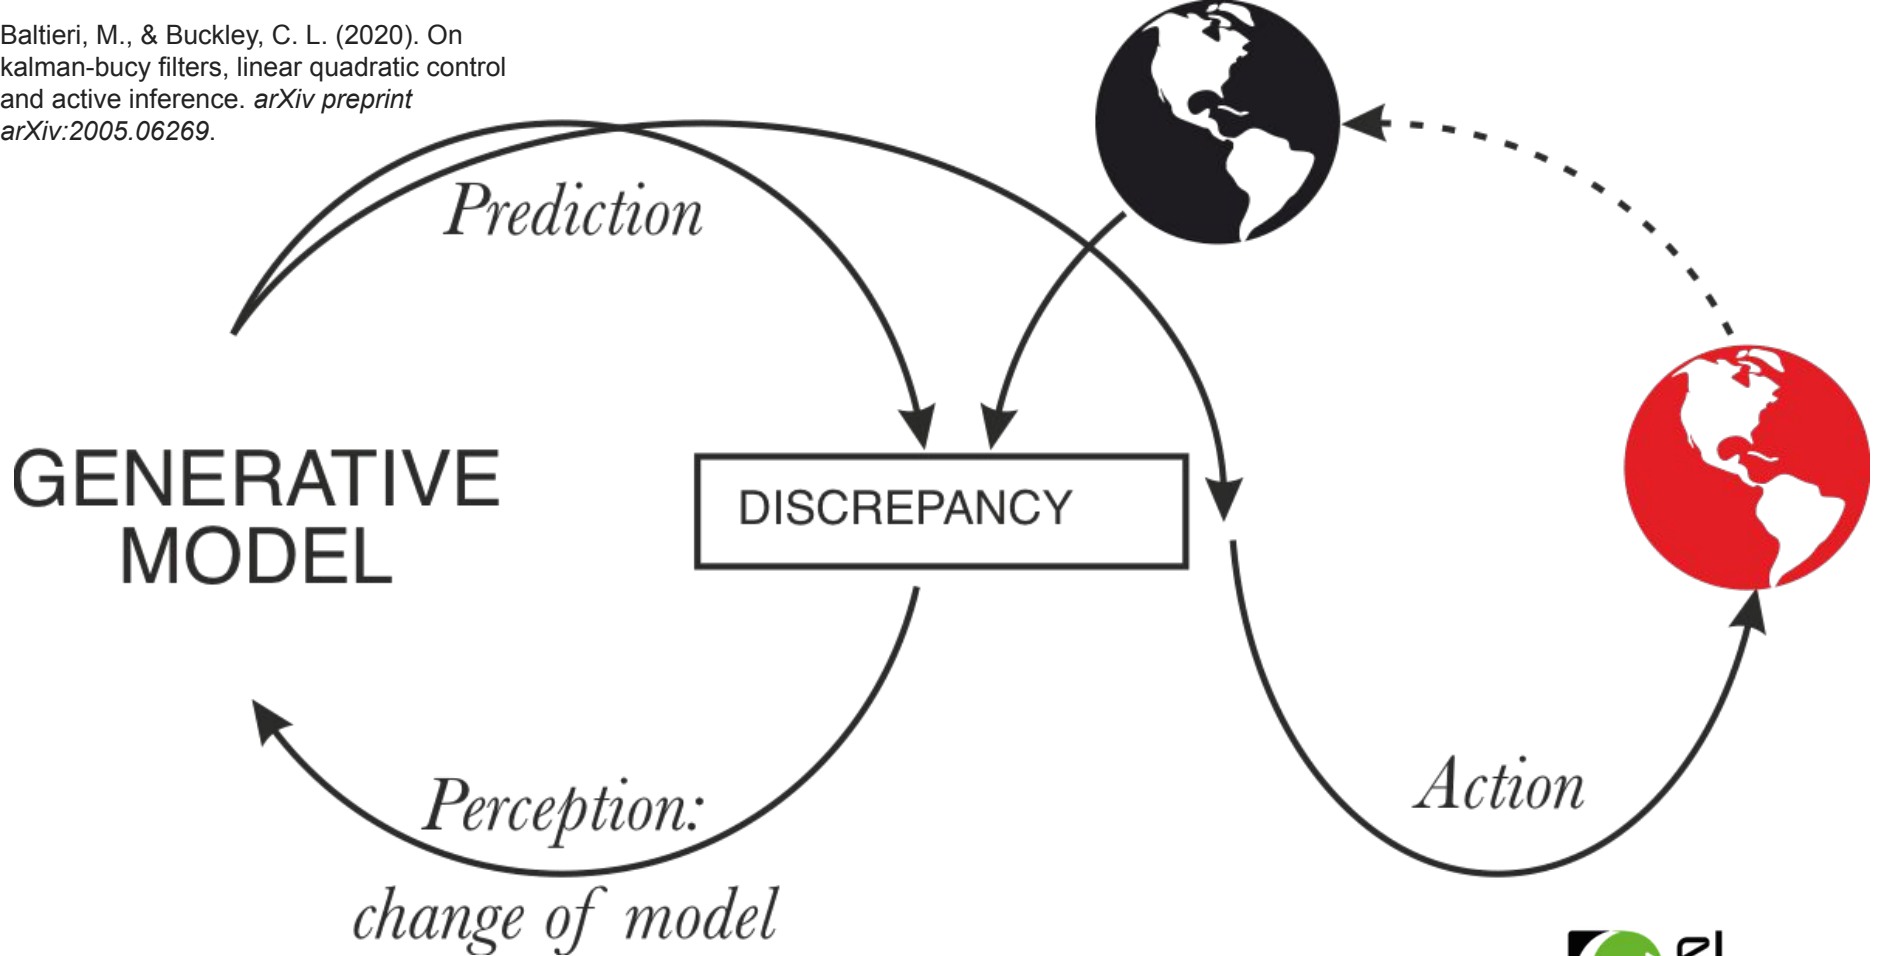 Baltieri, M., & Buckley, C. L. (2020). On
kalman-bucy filters, linear quadratic control
and active inference. arXiv preprint
arXiv:2005.06269.
Prediction
GENERATIVE
MODEL
DISCREPANCY
Perception:
change of model
Action